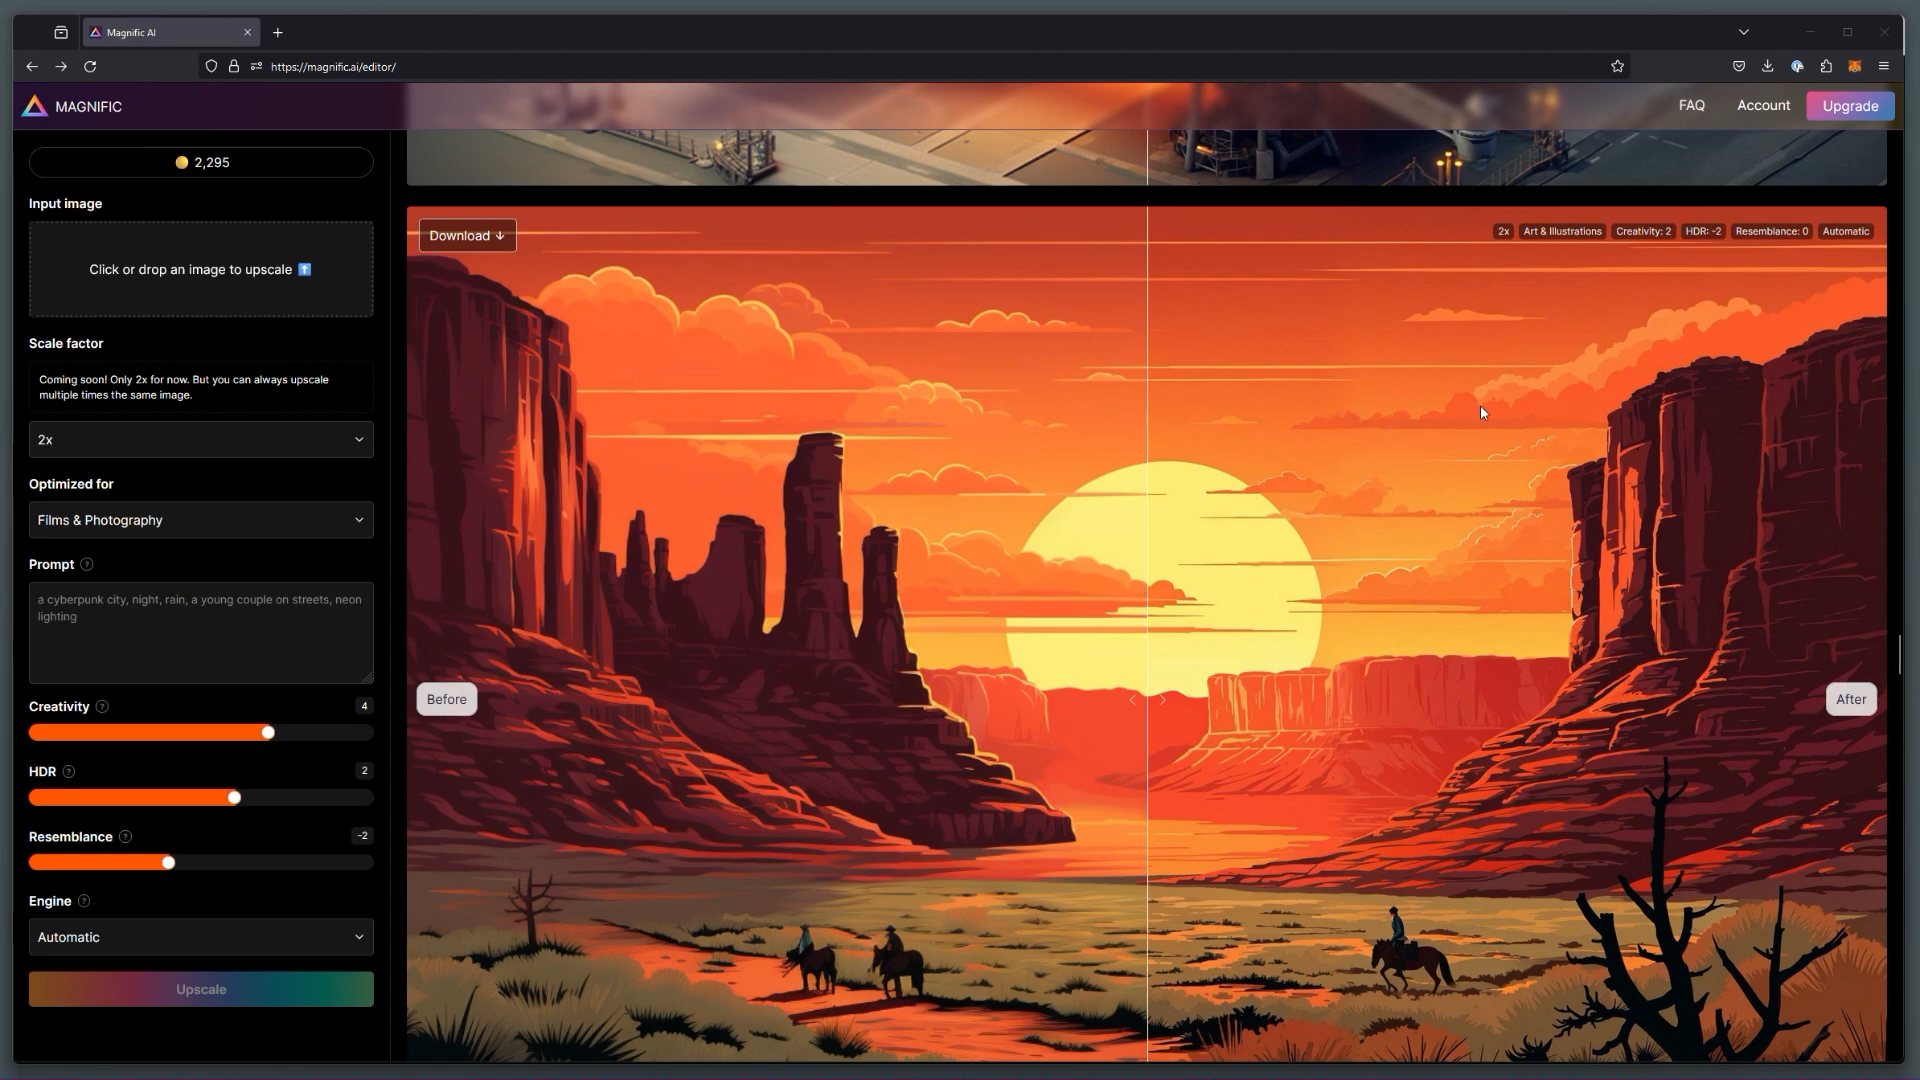 Magnific AI
https://magnific.ai/editor/
MAGNIFIC
FAQ
Account
Upgrade
2,295
Input image
Click or drop an image to upscale
Scale factor
Coming soon! Only 2x for now. But you can always upscale
multiple times the same image.
2x
Optimized for
Films & Photography
Prompt
a cyberpunk city, night, rain, a young couple on streets, neon
lighting
Creativity
4
HDR
2
Resemblance
-2
Engine
Automatic
Upscale
Download ↓
2x
Art & Illustrations
Creativity: 2
HDR: -2
Resemblance: 0
Automatic
Before
After